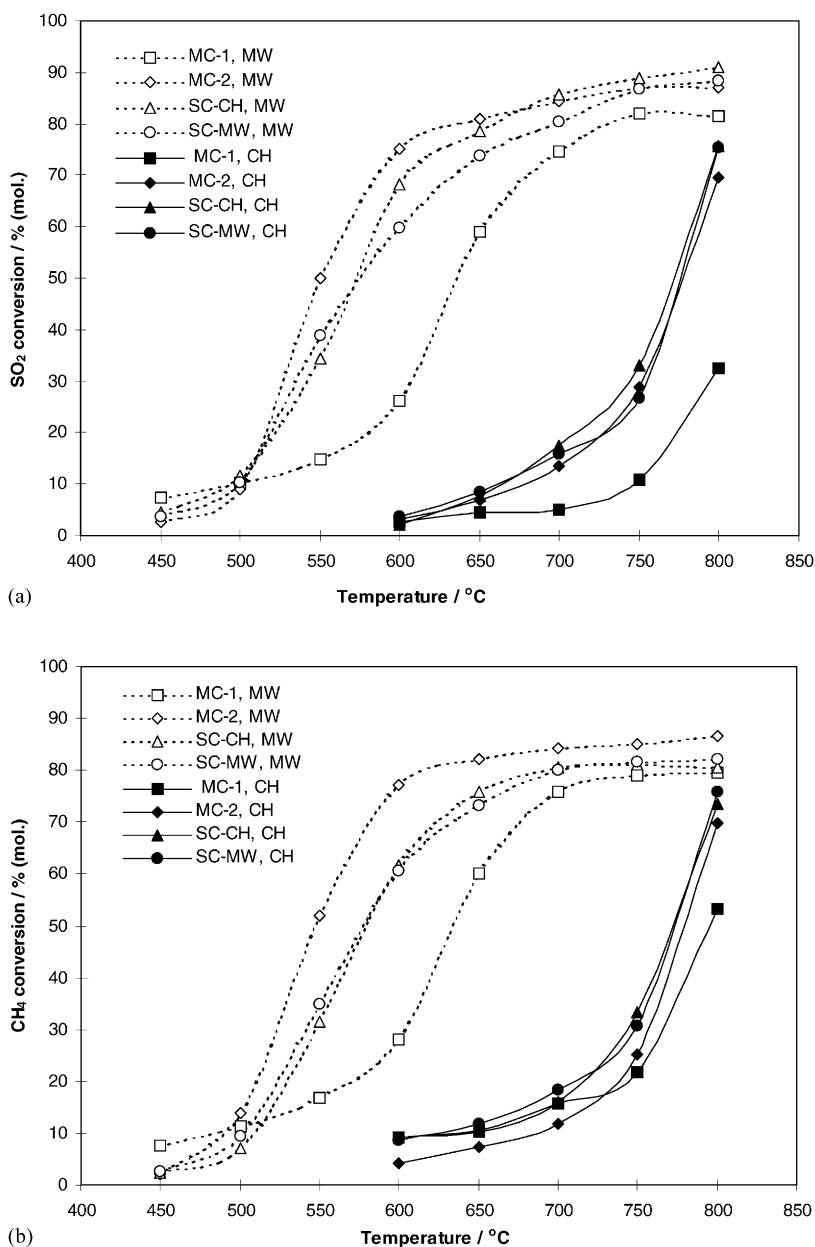 100
90
80
70
60
50
40
30
20
10
0
SO2 conversion / % (mol.)
MC-1, MW
MC-2, MW
SC-CH, MW
SC-MW, MW
MC-1, CH
MC-2, CH
SC-CH, CH
SC-MW, CH
400 450 500 550 600 650 700 750 800 850
(a)
Temperature / °C
100
90
80
70
60
50
40
30
20
10
0
CH4 conversion / % (mol.)
MC-1, MW
MC-2, MW
SC-CH, MW
SC-MW, MW
MC-1, CH
MC-2, CH
SC-CH, CH
SC-MW, CH
400 450 500 550 600 650 700 750 800 850
(b)
Temperature / °C